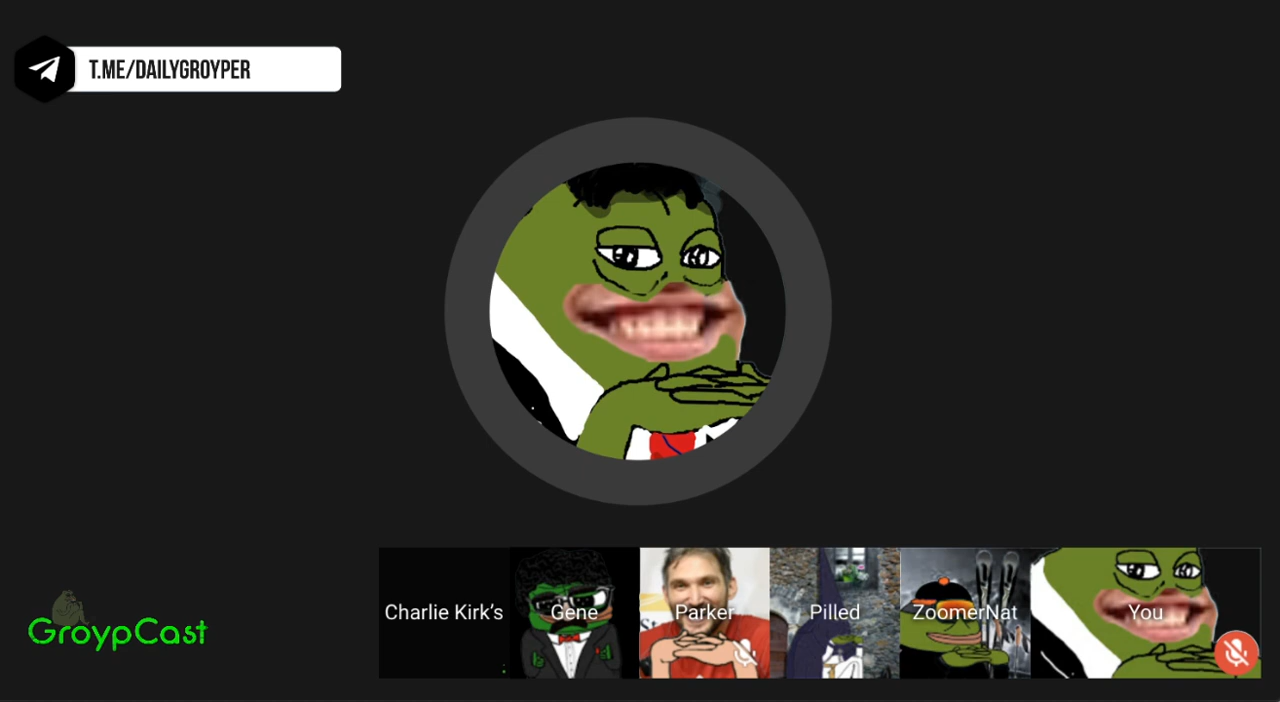 T.ME/DAILYGROYPER
Charlie Kirk's
Gene
Parker
Pilled
ZoomerNat
You
GroypCast